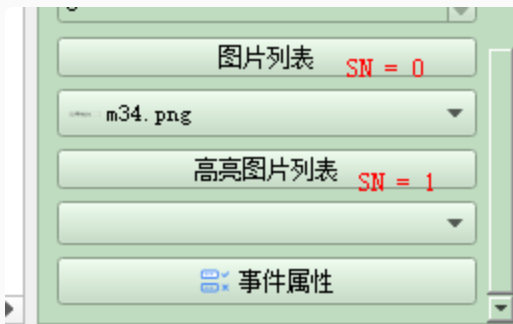 图片列表 SN = 0
m34.png
高亮图片列表 SN = 1
事件属性